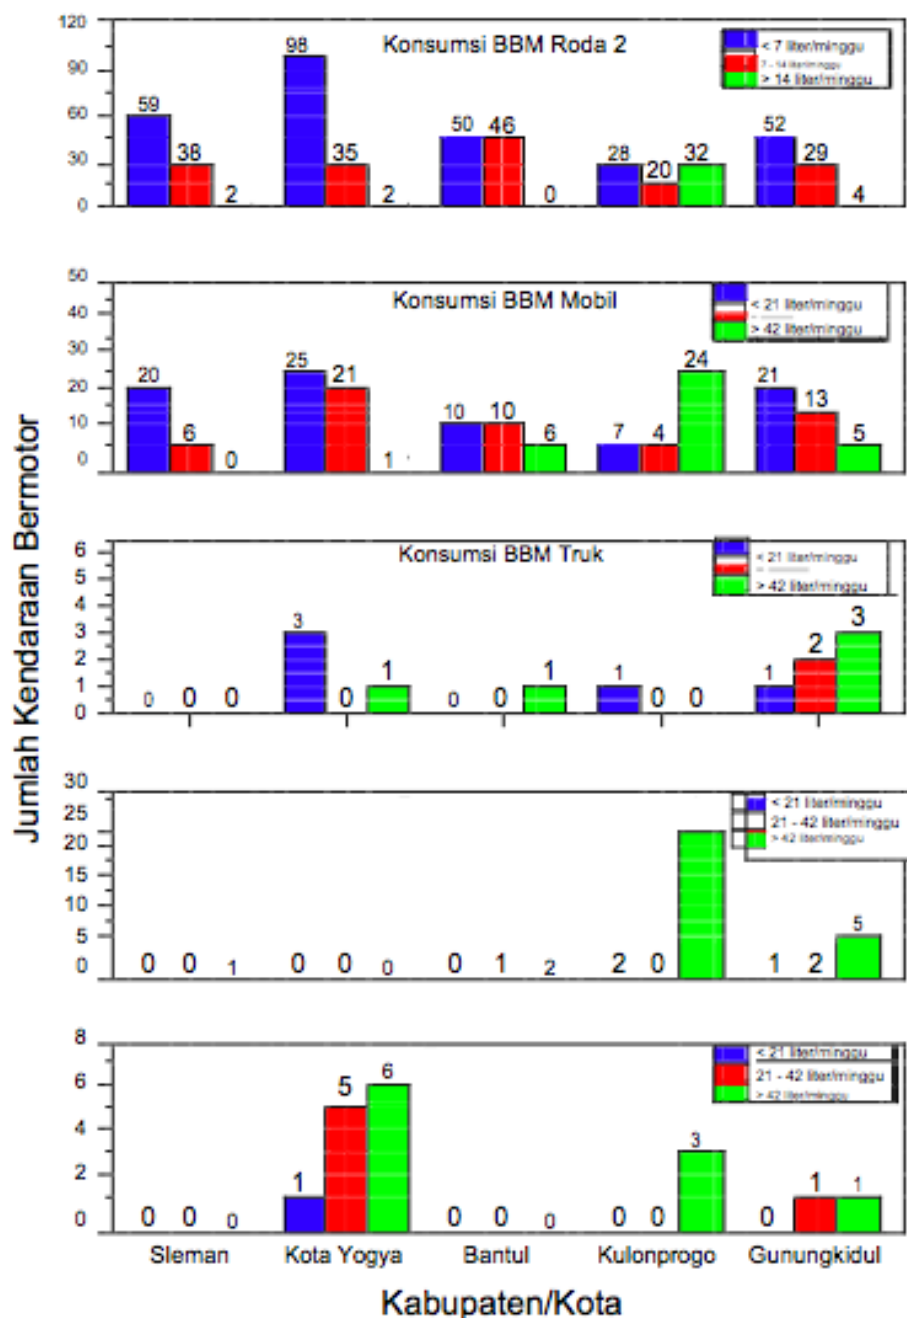 Jumlah Kendaraan Bermotor
Konsumsi BBM Roda 2
120
90
60
30
0
< 7 liter/minggu
7 - 14 liter/minggu
> 14 liter/minggu
59 38 2 98 35 2 50 46 0 28 20 32 52 29 4
Konsumsi BBM Mobil
50
40
30
20
10
0
< 21 liter/minggu
> 42 liter/minggu
20 6 0 25 21 1 10 10 6 7 4 24 21 13 5
Konsumsi BBM Truk
6
5
4
3
2
1
0
< 21 liter/minggu
> 42 liter/minggu
0 0 0 3 0 1 0 0 1 1 0 0 1 2 3
30
25
20
15
10
5
0
< 21 liter/minggu
21 - 42 liter/minggu
> 42 liter/minggu
0 0 1 0 0 0 0 1 2 2 0 1 2 5
8
6
4
2
0
< 21 liter/minggu
21 - 42 liter/minggu
> 42 liter/minggu
0 0 0 1 5 6 0 0 0 0 0 3 0 1 1
Sleman Kota Yogya Bantul Kulonprogo Gunungkidul
Kabupaten/Kota